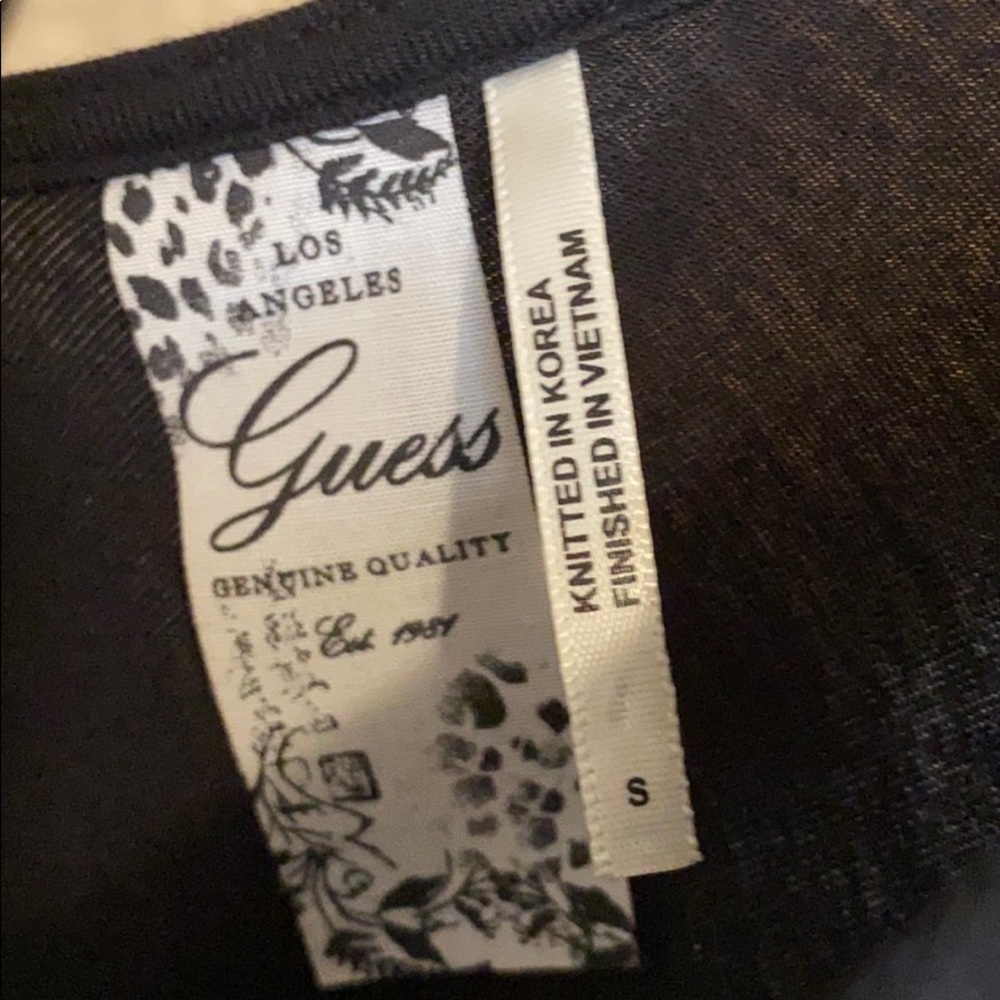 LOS
ANGELES
Guess
GENUINE QUALITY
Est. 1981
KNITTED IN KOREA
FINISHED IN VIETNAM
S